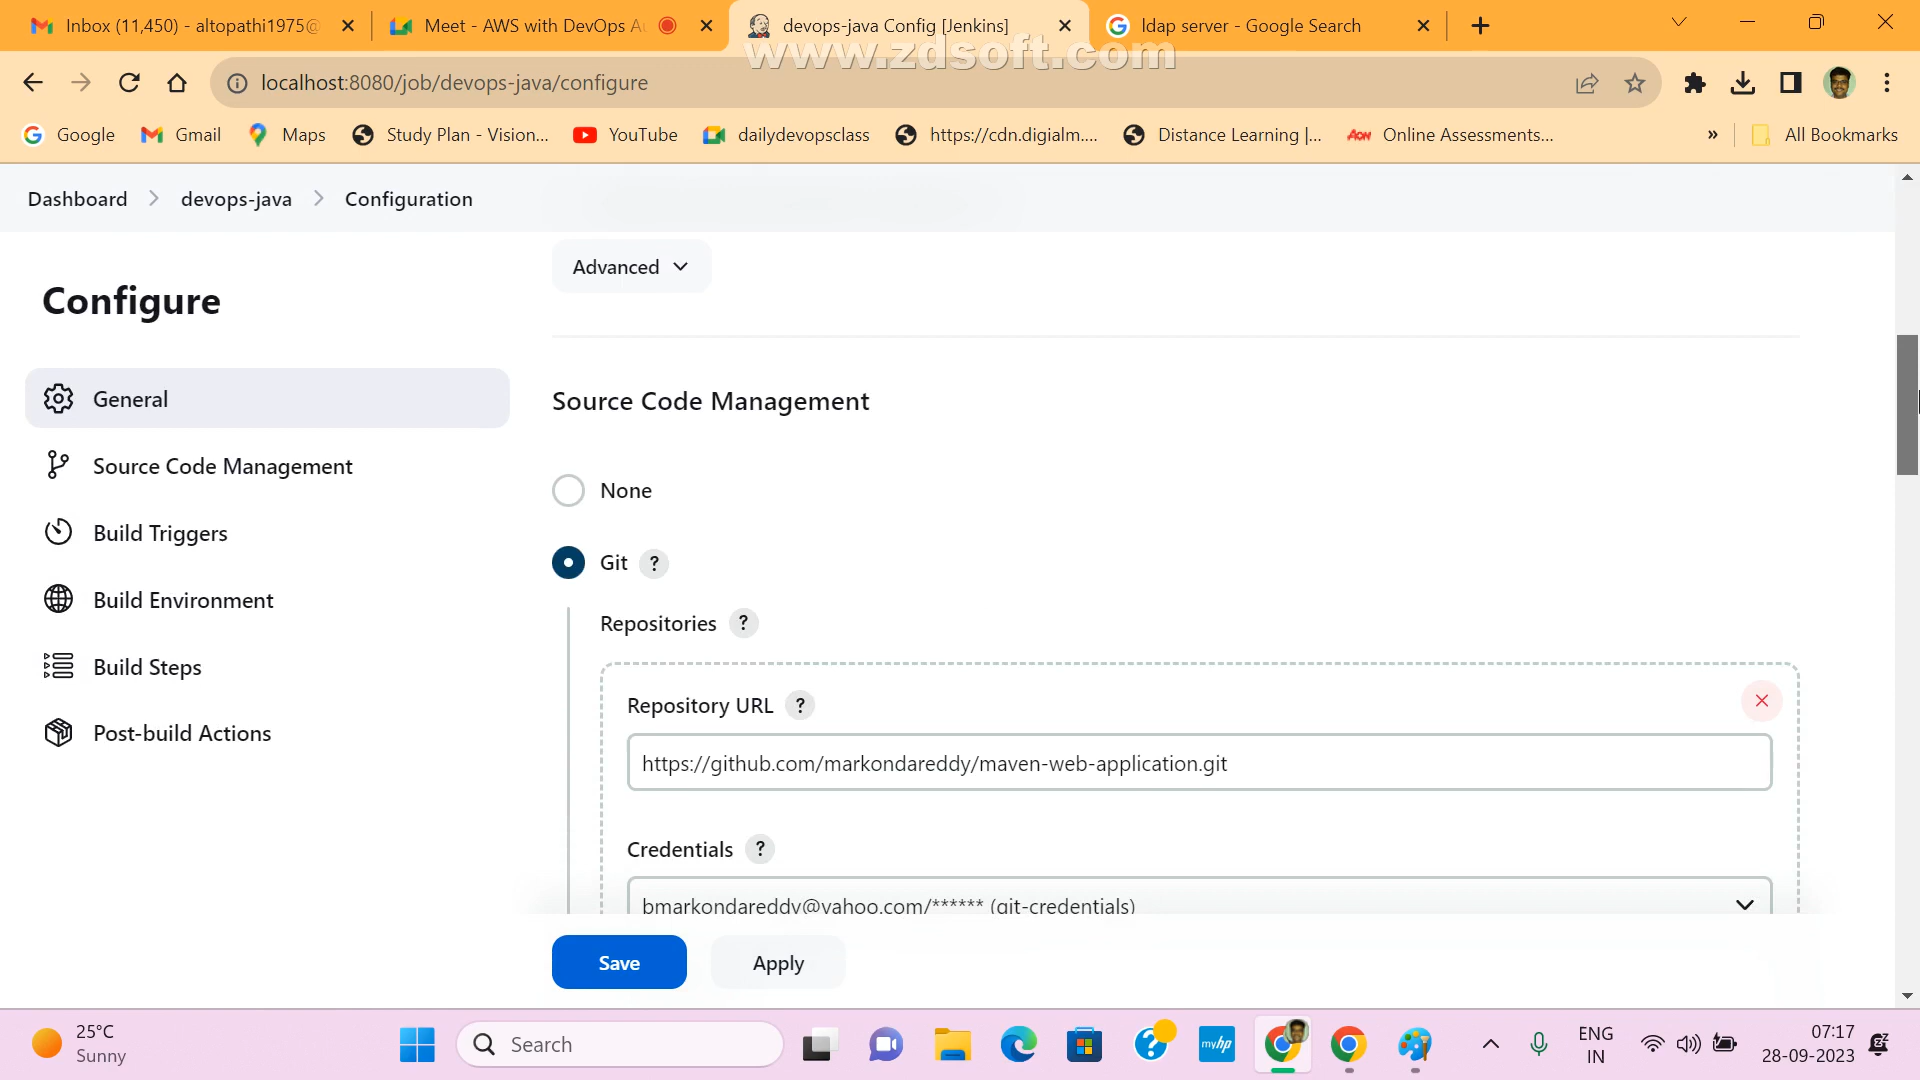 Inbox (11,450) - altopathi1975@
Meet - AWS with DevOps Au
devops-java Config [Jenkins]
ldap server - Google Search
www.zdsoft.com
localhost:8080/job/devops-java/configure
Google
Gmail
Maps
Study Plan - Vision...
YouTube
dailydevopsclass
https://cdn.digialm....
Distance Learning |...
AON
Online Assessments...
»
All Bookmarks
Dashboard
devops-java
Configuration
Advanced
Configure
General
Source Code Management
Build Triggers
Build Environment
Build Steps
Post-build Actions
Source Code Management
None
Git ?
Repositories ?
Repository URL ?
https://github.com/markondareddy/maven-web-application.git
Credentials ?
bmarkondareddy@yahoo.com/****** (git-credentials)
Save
Apply
25°C
Sunny
Search
myhp
ENG
IN
07:17
28-09-2023